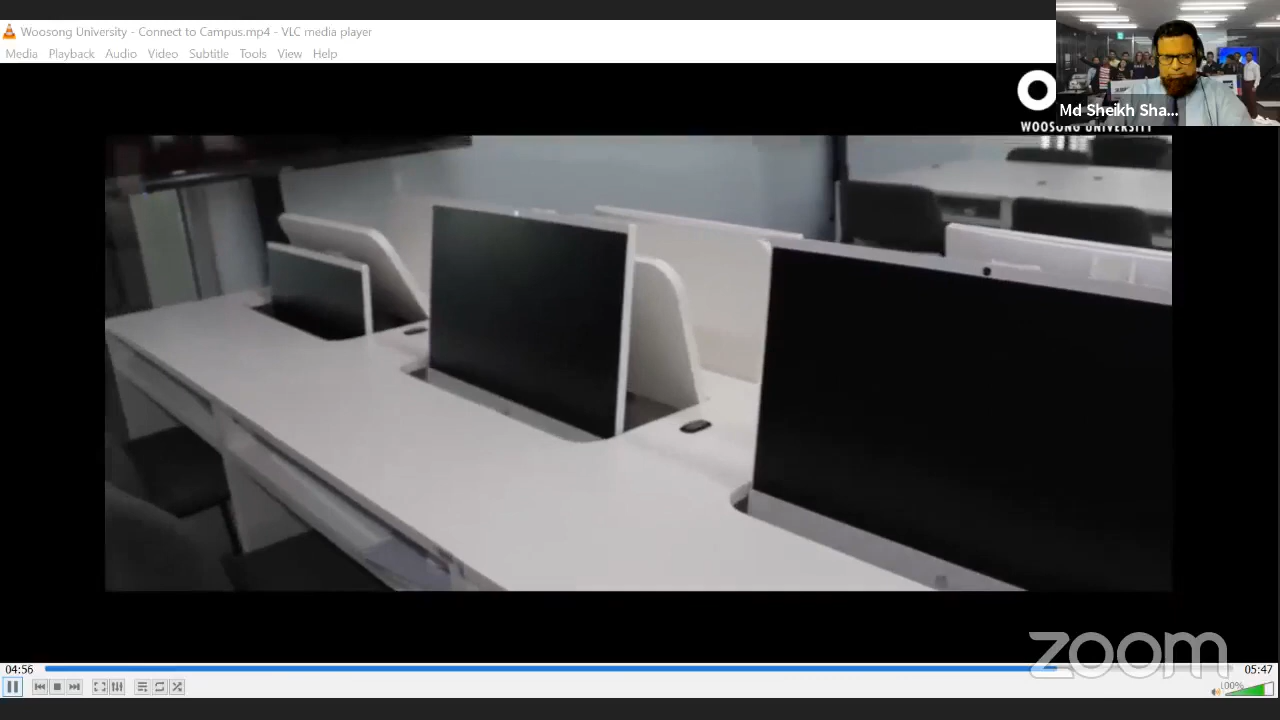 Woosong University - Connect to Campus.mp4 - VLC media player
Media Playback Audio Video Subtitle Tools View Help
Md Sheikh Sha...
WOOSONG UNIVERSITY
zoom
04:56
05:47
100%